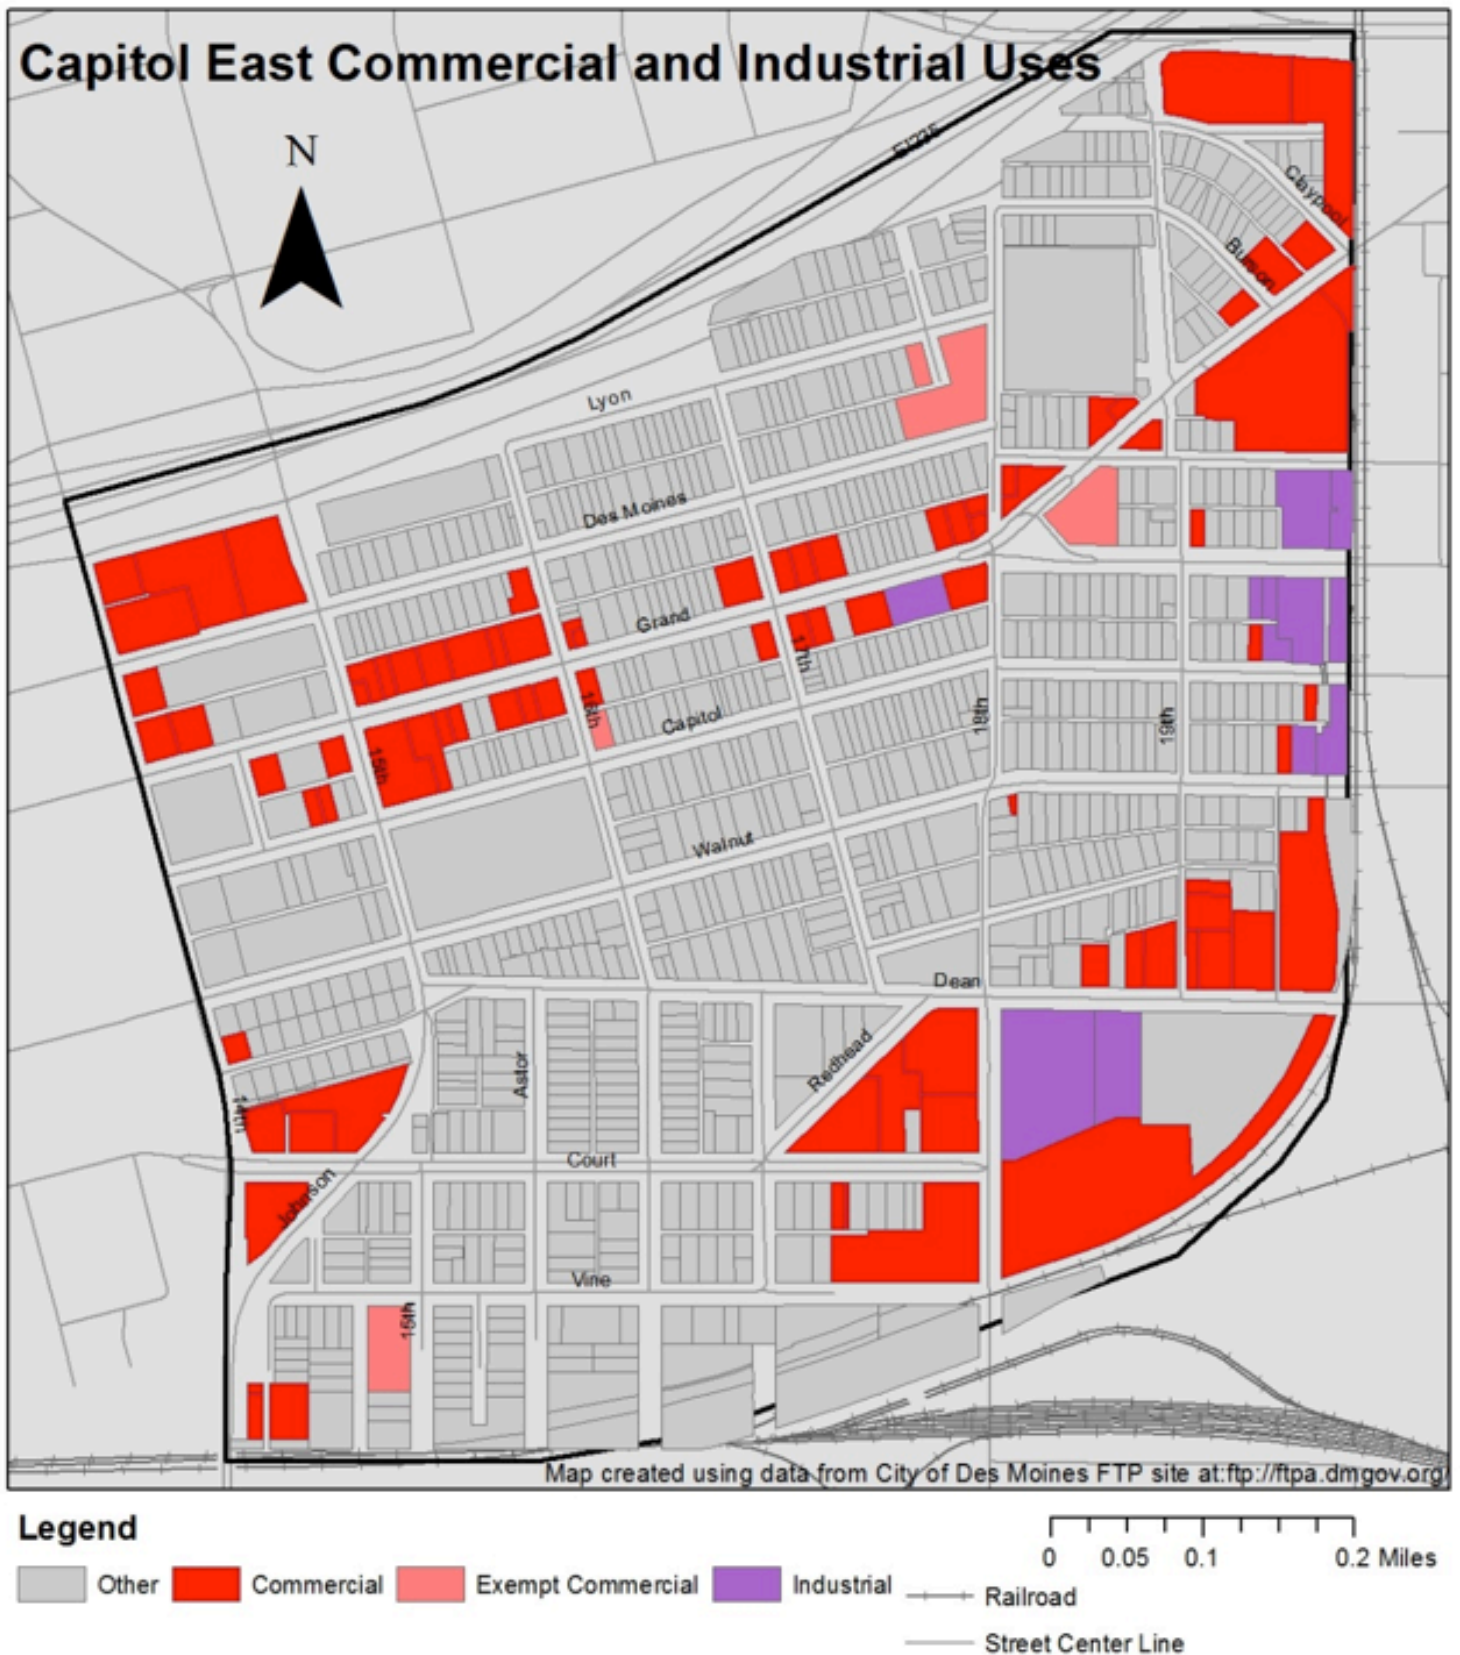 Capitol East Commercial and Industrial Uses
N
E I235
Claypool
Burson
Lyon
Des Moines
Grand
17th
16th
Capitol
18th
19th
15th
Walnut
Dean
Redhead
Astor
14th
Court
Johnson
Vine
15th
Map created using data from City of Des Moines FTP site at:ftp://ftpa.dmgov.org/
Legend
0 0.05 0.1 0.2 Miles
Other Commercial Exempt Commercial Industrial
Railroad
Street Center Line